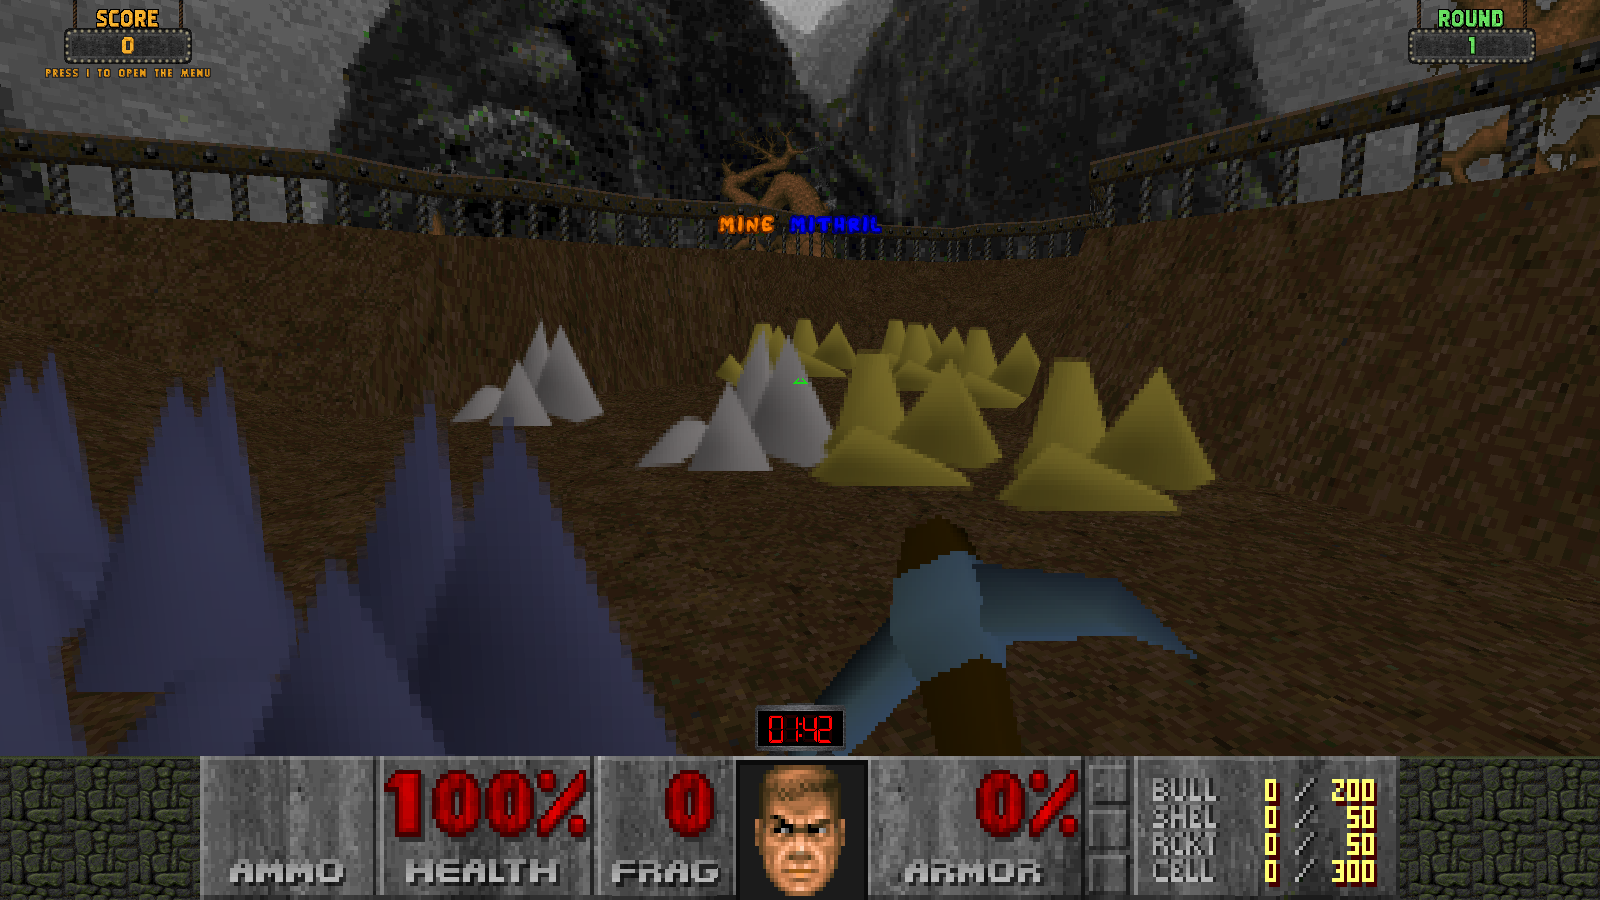 SCORE
0
PRESS I TO OPEN THE MENU
ROUND
1
MINE MITHRIL
01:42
AMMO
100%
HEALTH
0
FRAG
0%
ARMOR
BULL 0 / 200
SHEL 0 / 50
RCKT 0 / 50
CELL 0 / 300